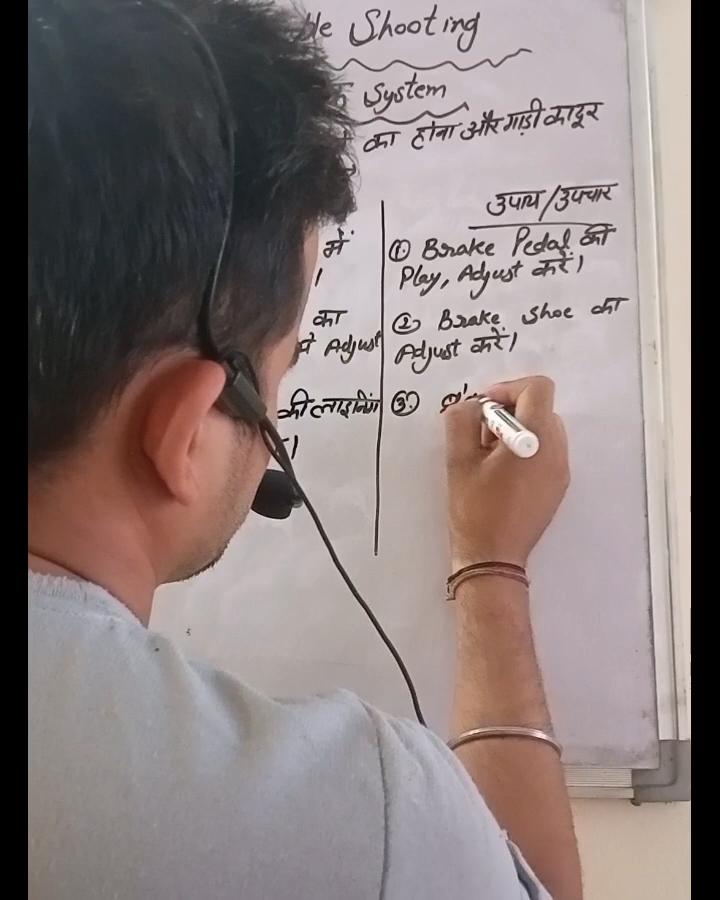 Shooting
System
का होना और गाड़ी का दूर
उपाय/उपचार
में
① Brake Pedal की
Play, Adjust करें।
का
Adjust
② Brake Shoe का
Adjust करें।
की लाइनिंग
③